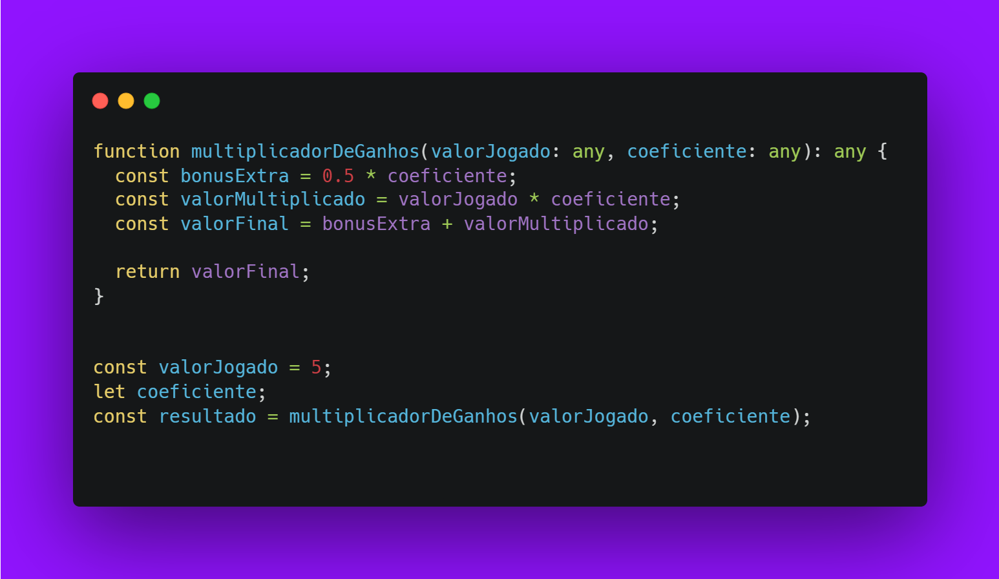 function multiplicadorDeGanhos(valorJogado: any, coeficiente: any): any {
  const bonusExtra = 0.5 * coeficiente;
  const valorMultiplicado = valorJogado * coeficiente;
  const valorFinal = bonusExtra + valorMultiplicado;

  return valorFinal;
}

const valorJogado = 5;
let coeficiente;
const resultado = multiplicadorDeGanhos(valorJogado, coeficiente);